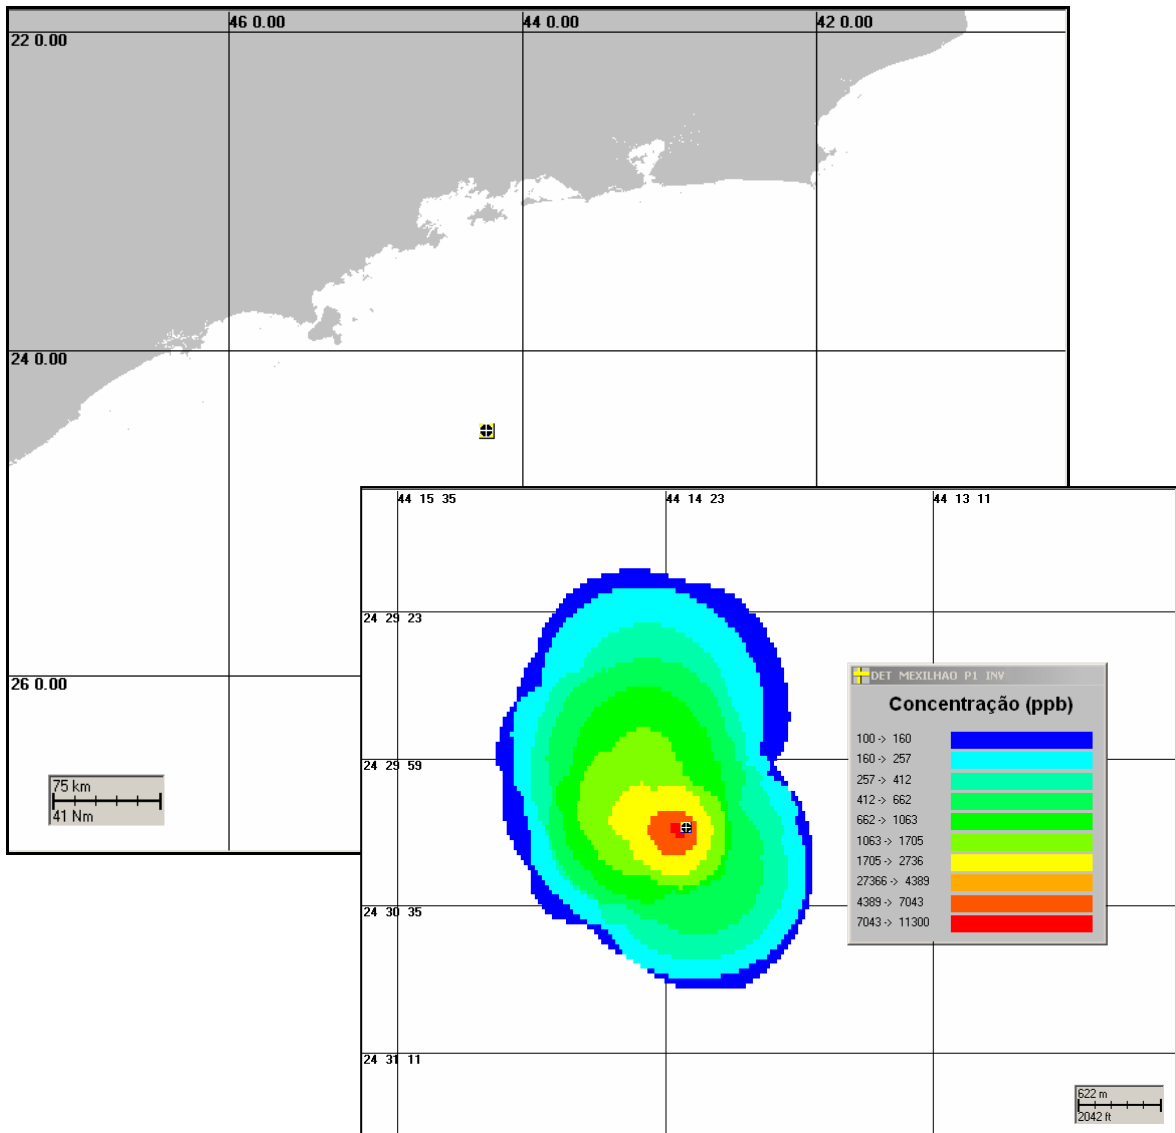 46 0.00
44 0.00
42 0.00
22 0.00
24 0.00
26 0.00
75 km
41 Nm
44 15 35
44 14 23
44 13 11
24 29 23
24 29 59
24 30 35
24 31 11
DET MEXILHAO P1 INV
Concentração (ppb)
100 -> 160
160 -> 257
257 -> 412
412 -> 662
662 -> 1063
1063 -> 1705
1705 -> 2736
27366 -> 4389
4389 -> 7043
7043 -> 11300
622 m
2042 ft